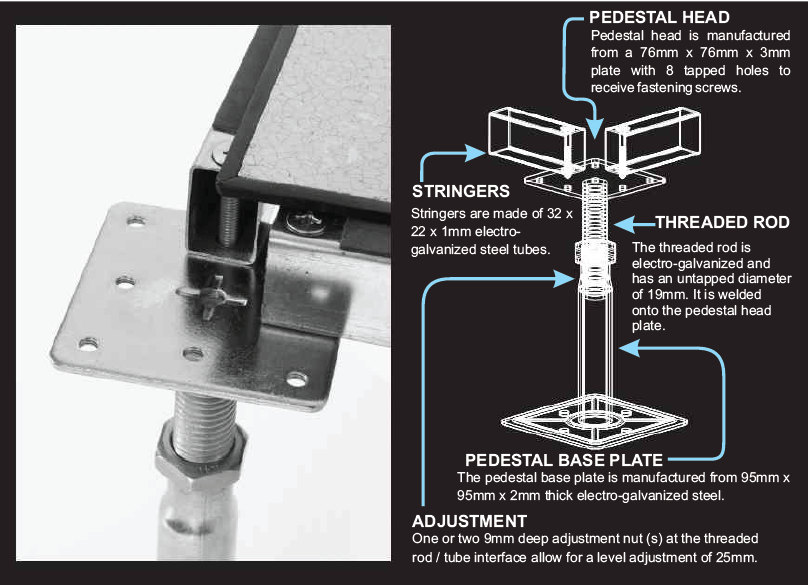 PEDESTAL HEAD
Pedestal head is manufactured
from a 76mm x 76mm x 3mm
plate with 8 tapped holes to
receive fastening screws.
STRINGERS
Stringers are made of 32 x
22 x 1mm electro-
galvanized steel tubes.
THREADED ROD
The threaded rod is
electro-galvanized and
has an untapped diameter
of 19mm. It is welded
onto the pedestal head
plate.
PEDESTAL BASE PLATE
The pedestal base plate is manufactured from 95mm x
95mm x 2mm thick electro-galvanized steel.
ADJUSTMENT
One or two 9mm deep adjustment nut (s) at the threaded
rod / tube interface allow for a level adjustment of 25mm.